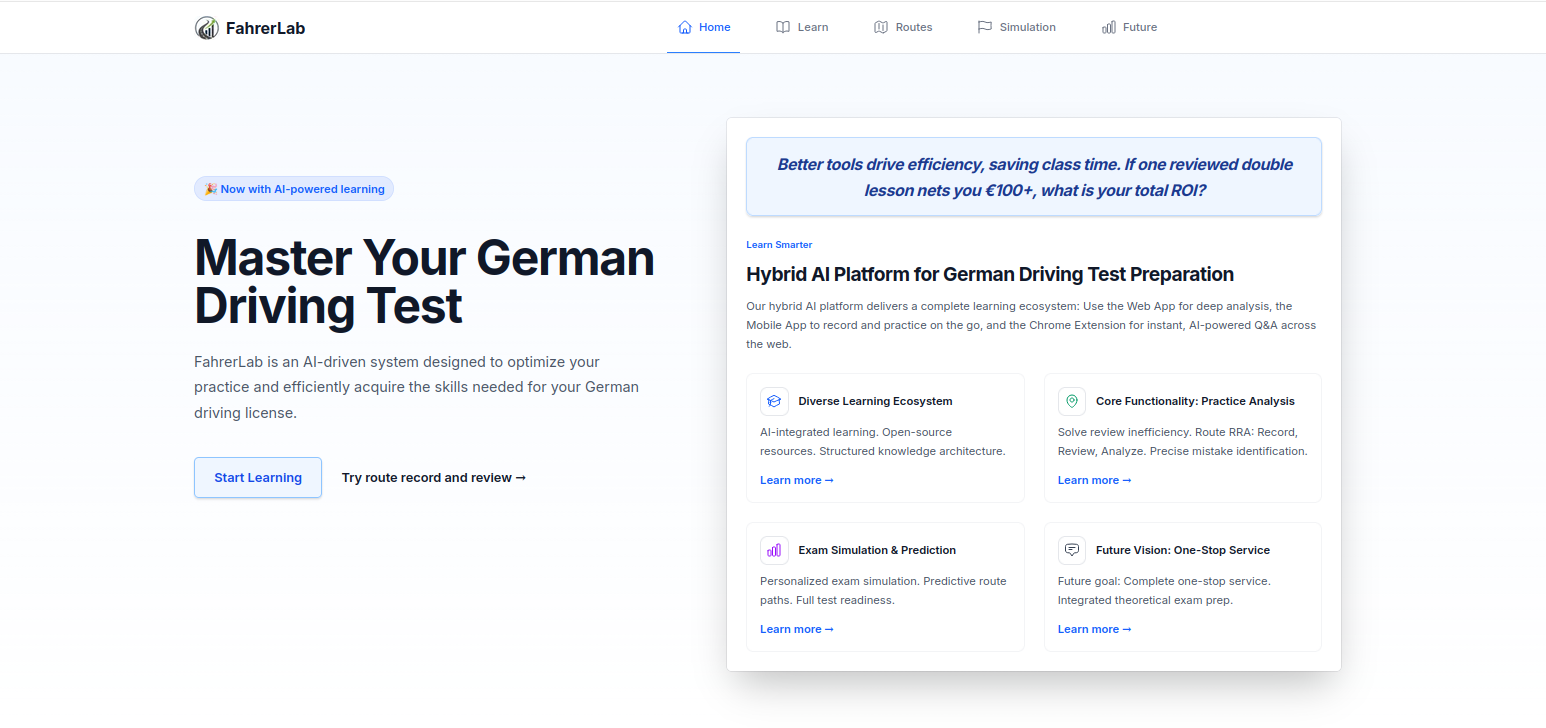 FahrerLab
Home
Learn
Routes
Simulation
Future
🎉 Now with AI-powered learning
Master Your German
Driving Test
FahrerLab is an AI-driven system designed to optimize your
practice and efficiently acquire the skills needed for your German
driving license.
Start Learning
Try route record and review →
Better tools drive efficiency, saving class time. If one reviewed double
lesson nets you €100+, what is your total ROI?
Learn Smarter
Hybrid AI Platform for German Driving Test Preparation
Our hybrid AI platform delivers a complete learning ecosystem: Use the Web App for deep analysis, the
Mobile App to record and practice on the go, and the Chrome Extension for instant, AI-powered Q&A across
the web.
Diverse Learning Ecosystem
AI-integrated learning. Open-source
resources. Structured knowledge architecture.
Learn more →
Core Functionality: Practice Analysis
Solve review inefficiency. Route RRA: Record,
Review, Analyze. Precise mistake identification.
Learn more →
Exam Simulation & Prediction
Personalized exam simulation. Predictive route
paths. Full test readiness.
Learn more →
Future Vision: One-Stop Service
Future goal: Complete one-stop service.
Integrated theoretical exam prep.
Learn more →